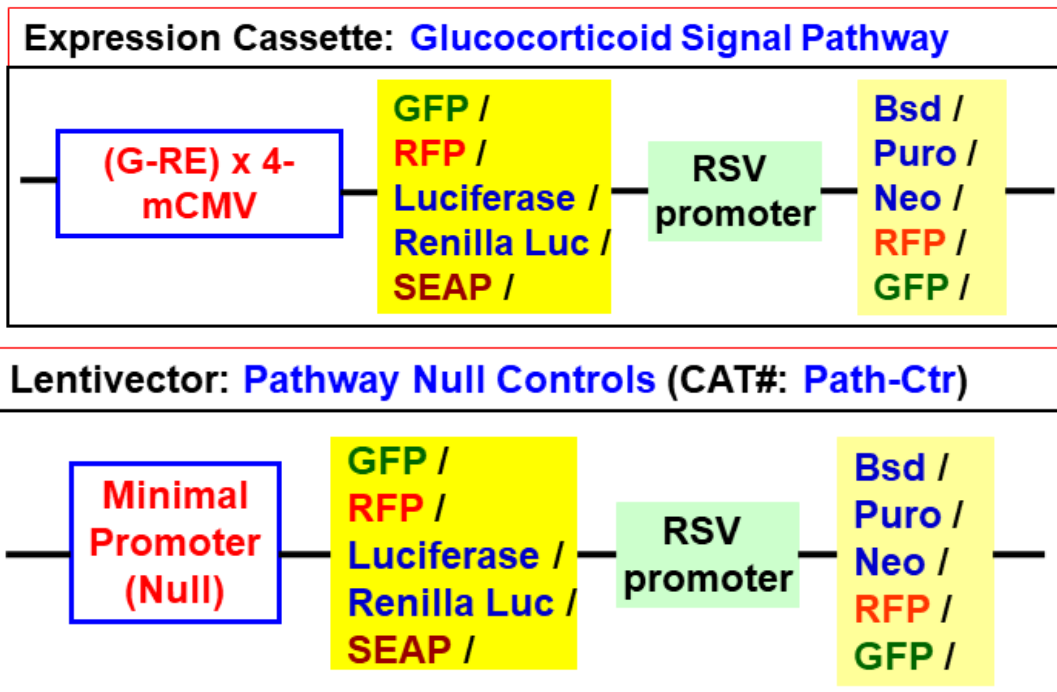 Expression Cassette: Glucocorticoid Signal Pathway
(G-RE) x 4-
mCMV
GFP /
RFP /
Luciferase /
Renilla Luc /
SEAP /
RSV
promoter
Bsd /
Puro /
Neo /
RFP /
GFP /
Lentivector: Pathway Null Controls (CAT#: Path-Ctr)
Minimal
Promoter
(Null)
GFP /
RFP /
Luciferase /
Renilla Luc /
SEAP /
RSV
promoter
Bsd /
Puro /
Neo /
RFP /
GFP /